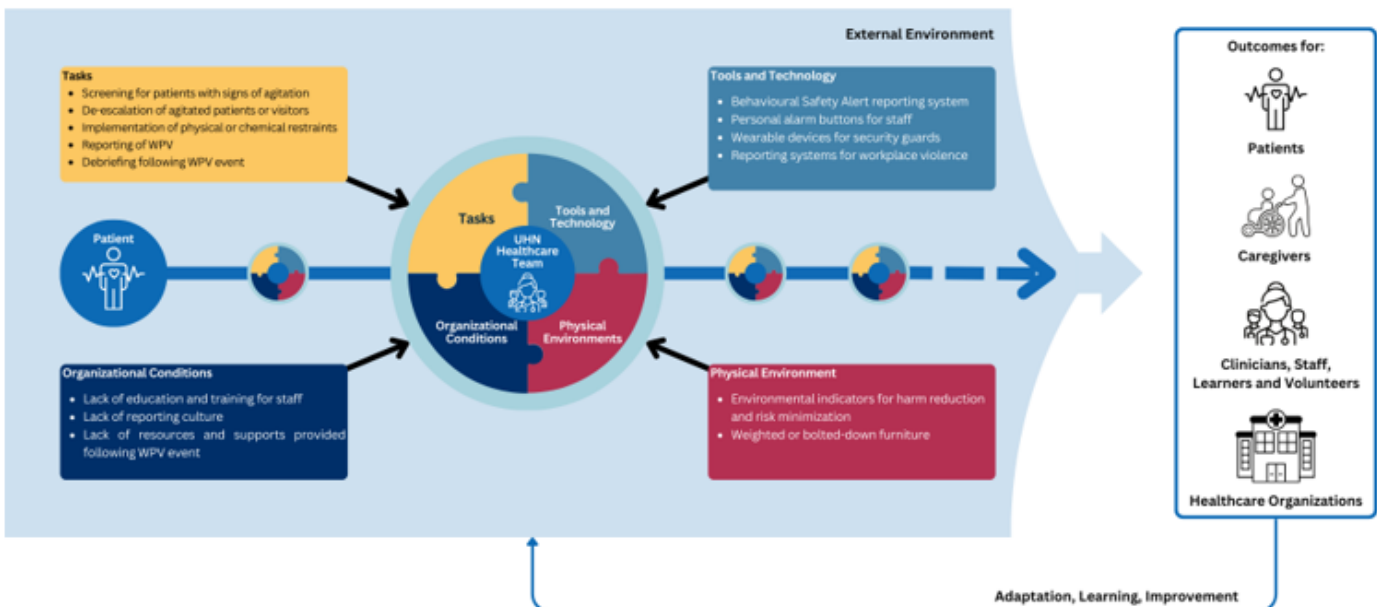 External Environment
Tasks
• Screening for patients with signs of agitation
• De-escalation of agitated patients or visitors
• Implementation of physical or chemical restraints
• Reporting of WPV
• Debriefing following WPV event
Tools and Technology
• Behavioural Safety Alert reporting system
• Personal alarm buttons for staff
• Wearable devices for security guards
• Reporting systems for workplace violence
Patient
Tasks
Tools and
Technology
UHN
Healthcare
Team
Organizational
Conditions
Physical
Environments
Organizational Conditions
• Lack of education and training for staff
• Lack of reporting culture
• Lack of resources and supports provided
following WPV event
Physical Environment
• Environmental indicators for harm reduction
and risk minimization
• Weighted or bolted-down furniture
Outcomes for:
Patients
Caregivers
Clinicians, Staff,
Learners and Volunteers
Healthcare Organizations
Adaptation, Learning, Improvement